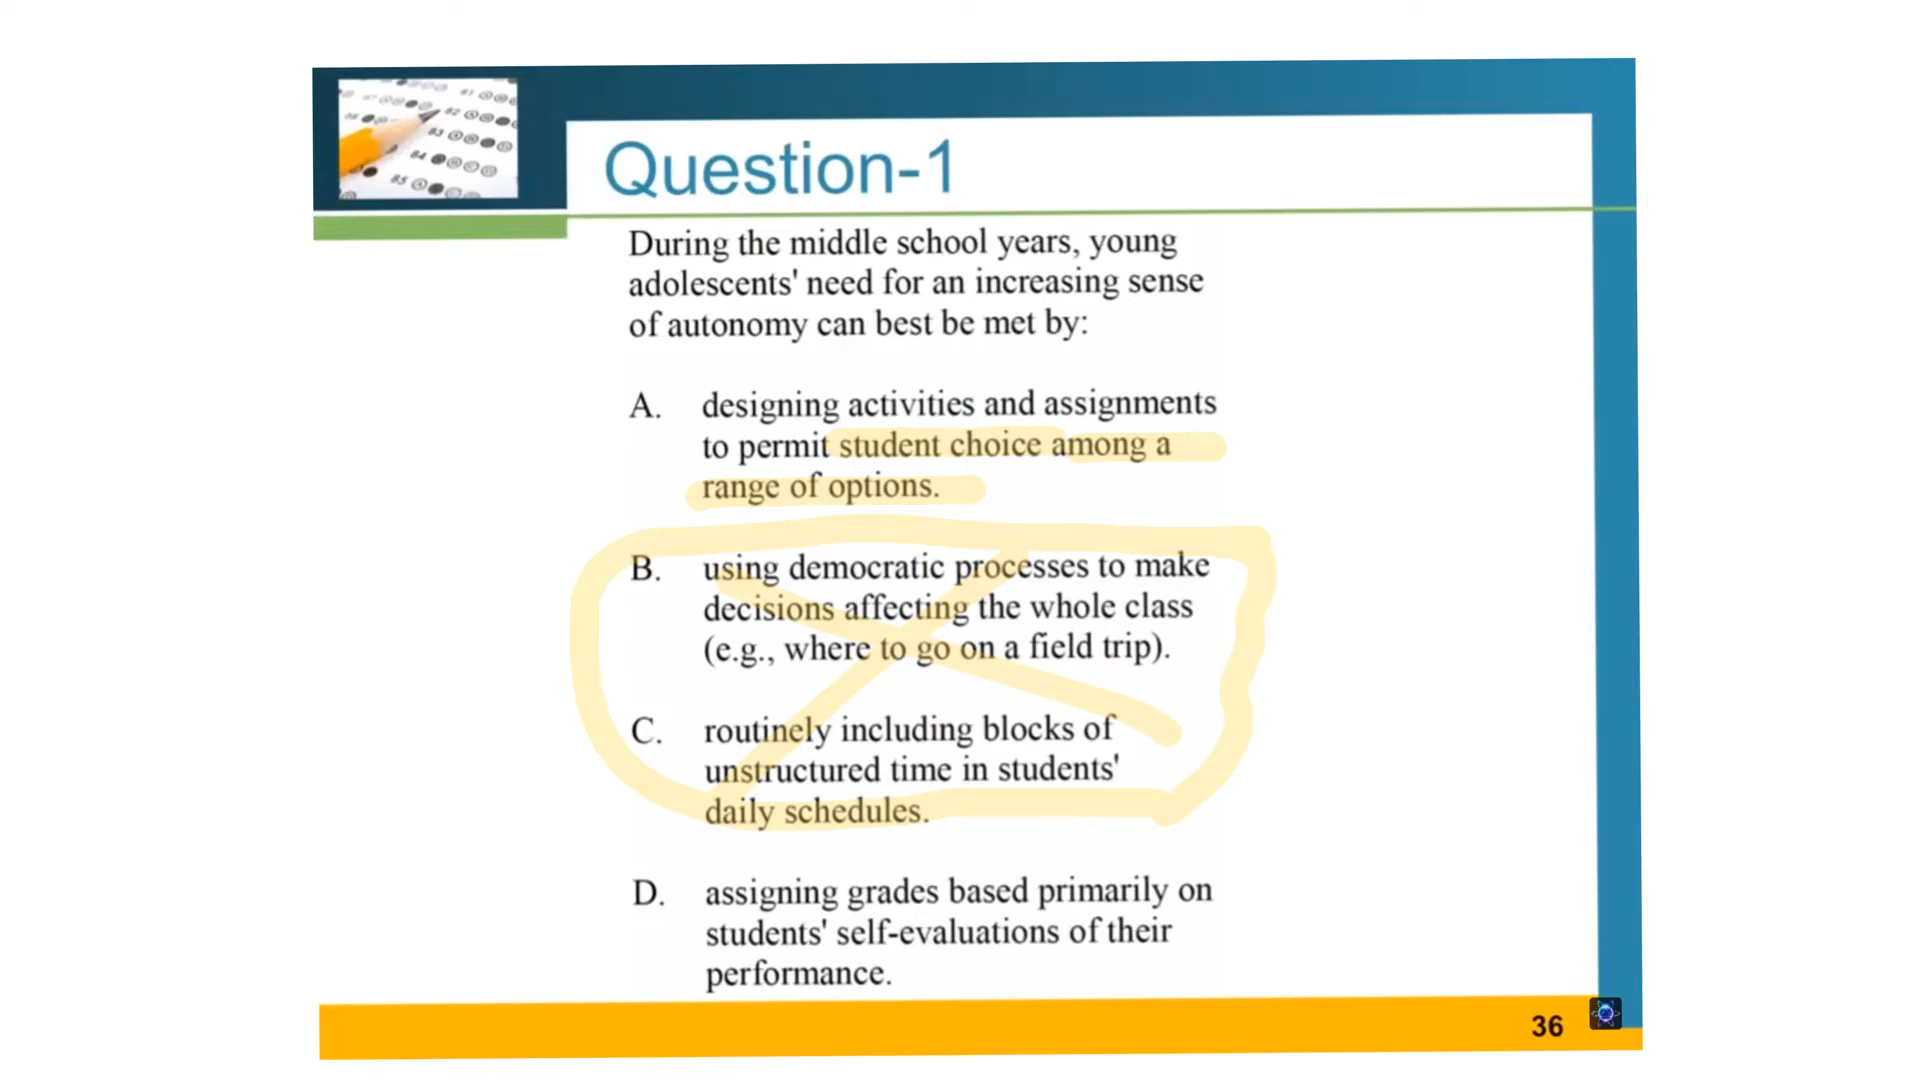 Question-1
During the middle school years, young
adolescents' need for an increasing sense
of autonomy can best be met by:
A. designing activities and assignments
to permit student choice among a
range of options.
B. using democratic processes to make
decisions affecting the whole class
(e.g., where to go on a field trip).
C. routinely including blocks of
unstructured time in students'
daily schedules.
D. assigning grades based primarily on
students' self-evaluations of their
performance.
36